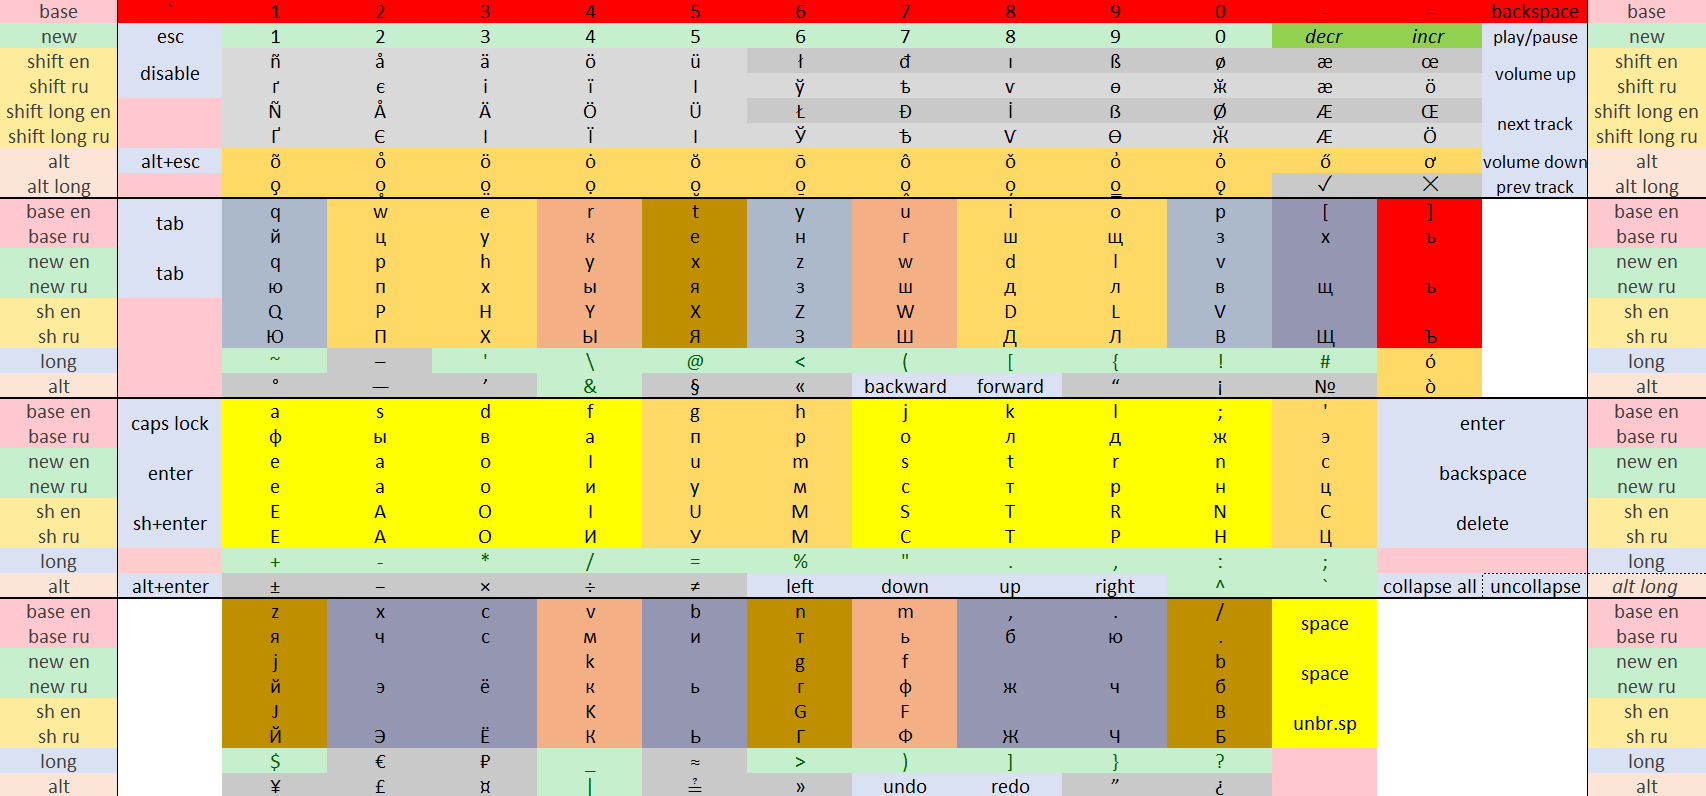 base ` 1 2 3 4 5 6 7 8 9 0 - = backspace base
new esc 1 2 3 4 5 6 7 8 9 0 decr incr play/pause new
shift en ñ å ä ö ü ł đ ı ß ø æ œ shift en
disable volume up
shift ru ґ є і ї І ў ѣ ѵ ө ӝ æ ö shift ru
shift long en Ñ Å Ä Ö Ü Ł Đ İ ß Ø Æ Œ shift long en
next track
shift long ru Ґ Є І Ї І Ў Ѣ Ѵ Ө Ӝ Æ Ö shift long ru
alt alt+esc õ o̊ ö ȯ ŏ ō ô ǒ ỏ ő ơ volume down alt
alt long ọ ǫ ✓ ╳ prev track alt long
base en q w e r t y u i o p [ ] base en
tab
base ru й ц у к е н г ш щ з х ъ base ru
new en q p h y x z w d l v new en
tab
new ru ю п х ы я з ш д л в щ ъ new ru
sh en Q P H Y X Z W D L V sh en
sh ru Ю П Х Ы Я З Ш Д Л В Щ Ъ sh ru
long ~ – ' \ @ < ( [ { ! # ó long
alt ° — ’ & § « backward forward “ ¡ № ò alt
base en a s d f g h j k l ; ' base en
caps lock enter
base ru ф ы в а п р о л д ж э base ru
new en e a o I u m s t r n c new en
enter backspace
new ru е а о и у м с т р н ц new ru
sh en E A O I U M S T R N C sh en
sh+enter delete
sh ru Е А О И У М С Т Р Н Ц sh ru
long + - * / = % " . , : ; long
alt alt+enter ± − × ÷ ≠ left down up right ^ ` collapse all uncollapse alt long
base en z x c v b n m , . / base en
space
base ru я ч с м и т ь б ю . base ru
new en j k g f b new en
space
new ru й э ё к ь г ф ж ч б new ru
sh en J K G F B sh en
unbr.sp
sh ru Й Э Ё К Ь Г Ф Ж Ч Б sh ru
long $ € ₽ _ ≈ > ) ] } ? long
alt ¥ £ ¤ | ≟ » undo redo ” ¿ alt